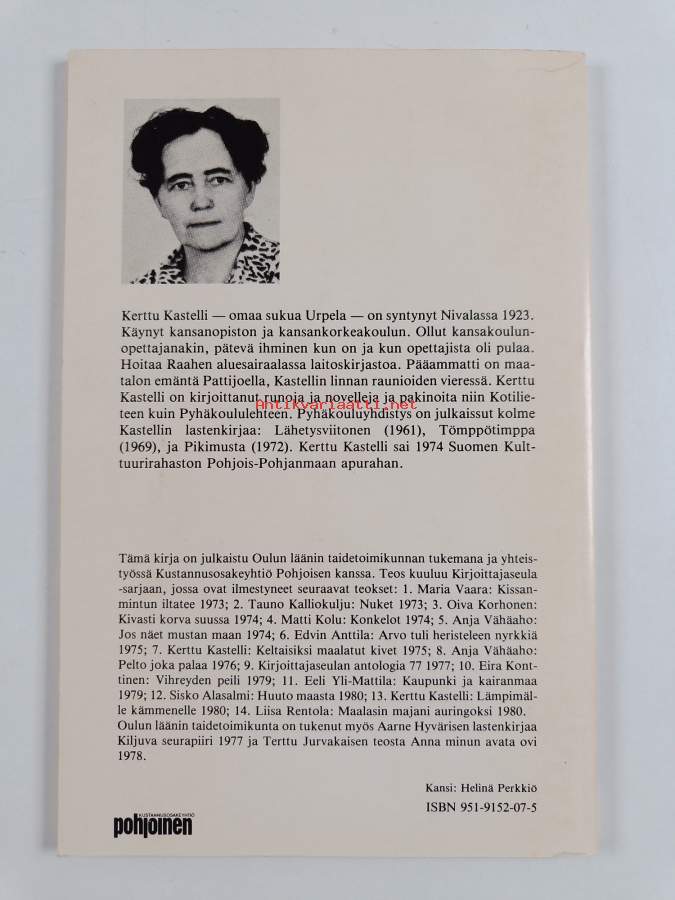 Kerttu Kastelli — omaa sukua Urpela — on syntynyt Nivalassa 1923.
Käynyt kansanopiston ja kansankorkeakoulun. Ollut kansakoulun-
opettajanakin, pätevä ihminen kun on ja kun opettajista oli pulaa.
Hoitaa Raahen aluesairaalassa laitoskirjastoa. Pääammatti on maa-
talon emäntä Pattijoella, Kastellin linnan raunioiden vieressä. Kerttu
Kastelli on kirjoittanut runoja ja novelleja ja pakinoita niin Kotilie-
Antikvariaatti.net
teen kuin Pyhäkoululehteen. Pyhäkouluyhdistys on julkaissut kolme
Kastellin lastenkirjaa: Lähetysviitonen (1961), Tömppötimppa
(1969), ja Pikimusta (1972). Kerttu Kastelli sai 1974 Suomen Kult-
tuurirahaston Pohjois-Pohjanmaan apurahan.
Tämä kirja on julkaistu Oulun läänin taidetoimikunnan tukemana ja yhteis-
työssä Kustannusosakeyhtiö Pohjoisen kanssa. Teos kuuluu Kirjoittajaseula
-sarjaan, jossa ovat ilmestyneet seuraavat teokset: 1. Maria Vaara: Kissan-
mintun iltatee 1973; 2. Tauno Kalliokulju: Nuket 1973; 3. Oiva Korhonen:
Kivasti korva suussa 1974; 4. Matti Kolu: Konkelot 1974; 5. Anja Vähäaho:
Jos näet mustan maan 1974; 6. Edvin Anttila: Arvo tuli heristeleen nyrkkiä
1975; 7. Kerttu Kastelli: Keltaisiksi maalatut kivet 1975; 8. Anja Vähäaho:
Pelto joka palaa 1976; 9. Kirjoittajaseulan antologia 77 1977; 10. Eira Kont-
tinen: Vihreyden peili 1979; 11. Eeli Yli-Mattila: Kaupunki ja kairanmaa
1979; 12. Sisko Alasalmi: Huuto maasta 1980; 13. Kerttu Kastelli: Lämpimäl-
le kämmenelle 1980; 14. Liisa Rentola: Maalasin majani auringoksi 1980.
Oulun läänin taidetoimikunta on tukenut myös Aarne Hyvärisen lastenkirjaa
Kiljuva seurapiiri 1977 ja Terttu Jurvakaisen teosta Anna minun avata ovi
1978.
Kansi: Helinä Perkkiö
ISBN 951-9152-07-5
KUSTANNUSOSAKEYHTIÖ
pohjoinen